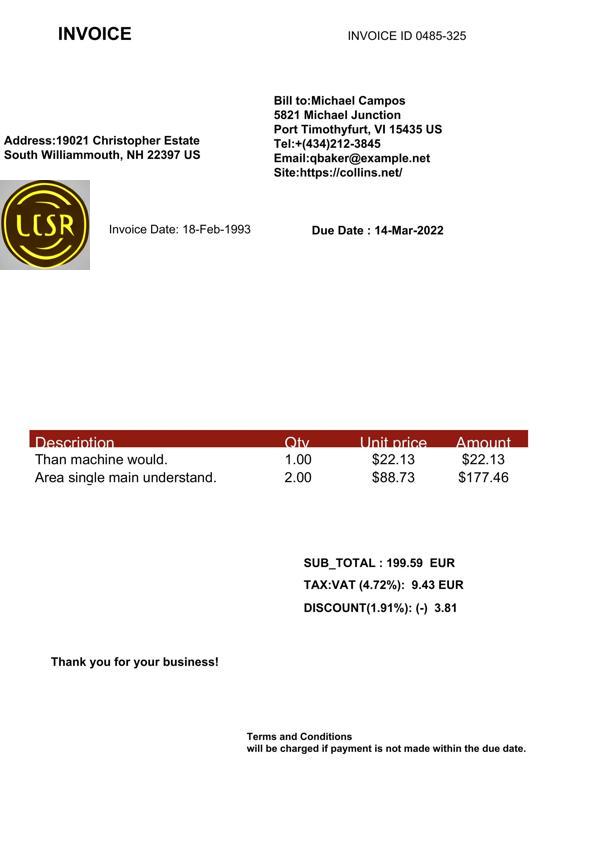 INVOICE
INVOICE ID 0485-325
Bill to:Michael Campos
5821 Michael Junction
Port Timothyfurt, VI 15435 US
Tel:+(434)212-3845
Email:qbaker@example.net
Site:https://collins.net/
Address:19021 Christopher Estate
South Williammouth, NH 22397 US
LCSR
Invoice Date: 18-Feb-1993
Due Date : 14-Mar-2022
Description Qty Unit price Amount
Than machine would. 1.00 $22.13 $22.13
Area single main understand. 2.00 $88.73 $177.46
SUB_TOTAL : 199.59 EUR
TAX:VAT (4.72%): 9.43 EUR
DISCOUNT(1.91%): (-) 3.81
Thank you for your business!
Terms and Conditions
will be charged if payment is not made within the due date.